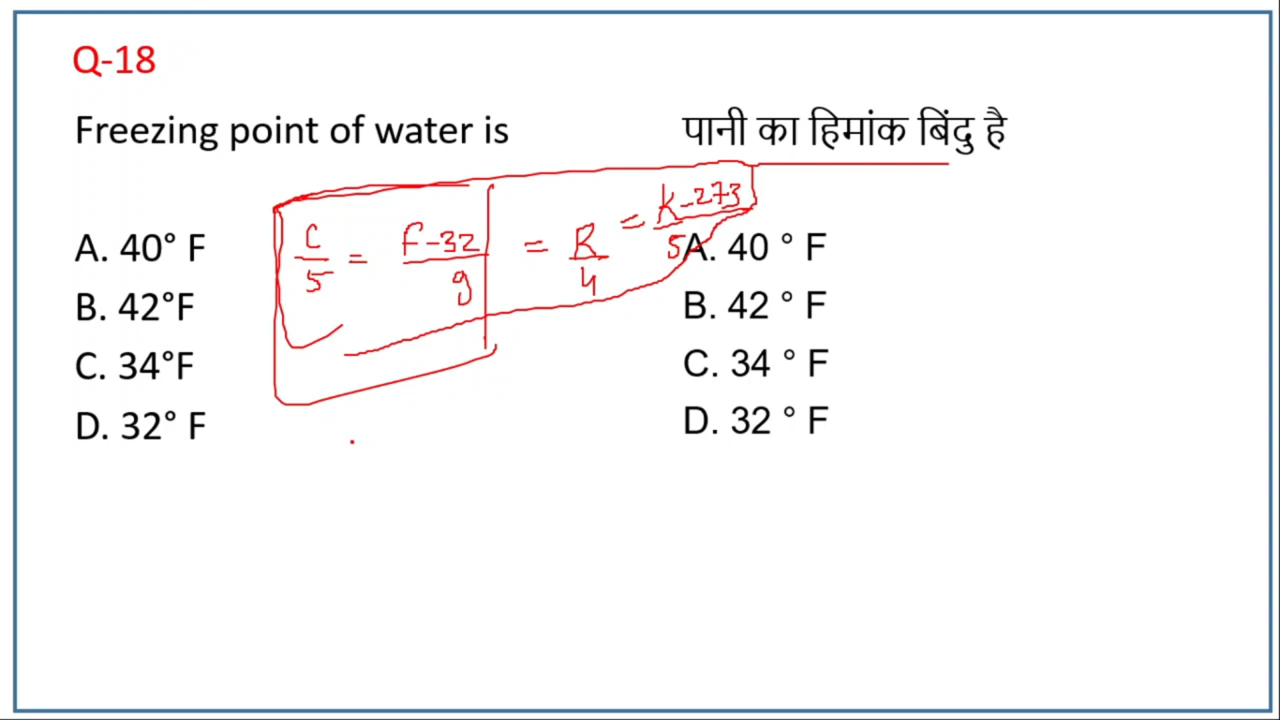 Q-18
Freezing point of water is
A. 40° F
B. 42°F
C. 34°F
D. 32° F
C/5 = F-32/9 = R/4 = K-273/5
पानी का हिमांक बिंदु है
A. 40 ° F
B. 42 ° F
C. 34 ° F
D. 32 ° F